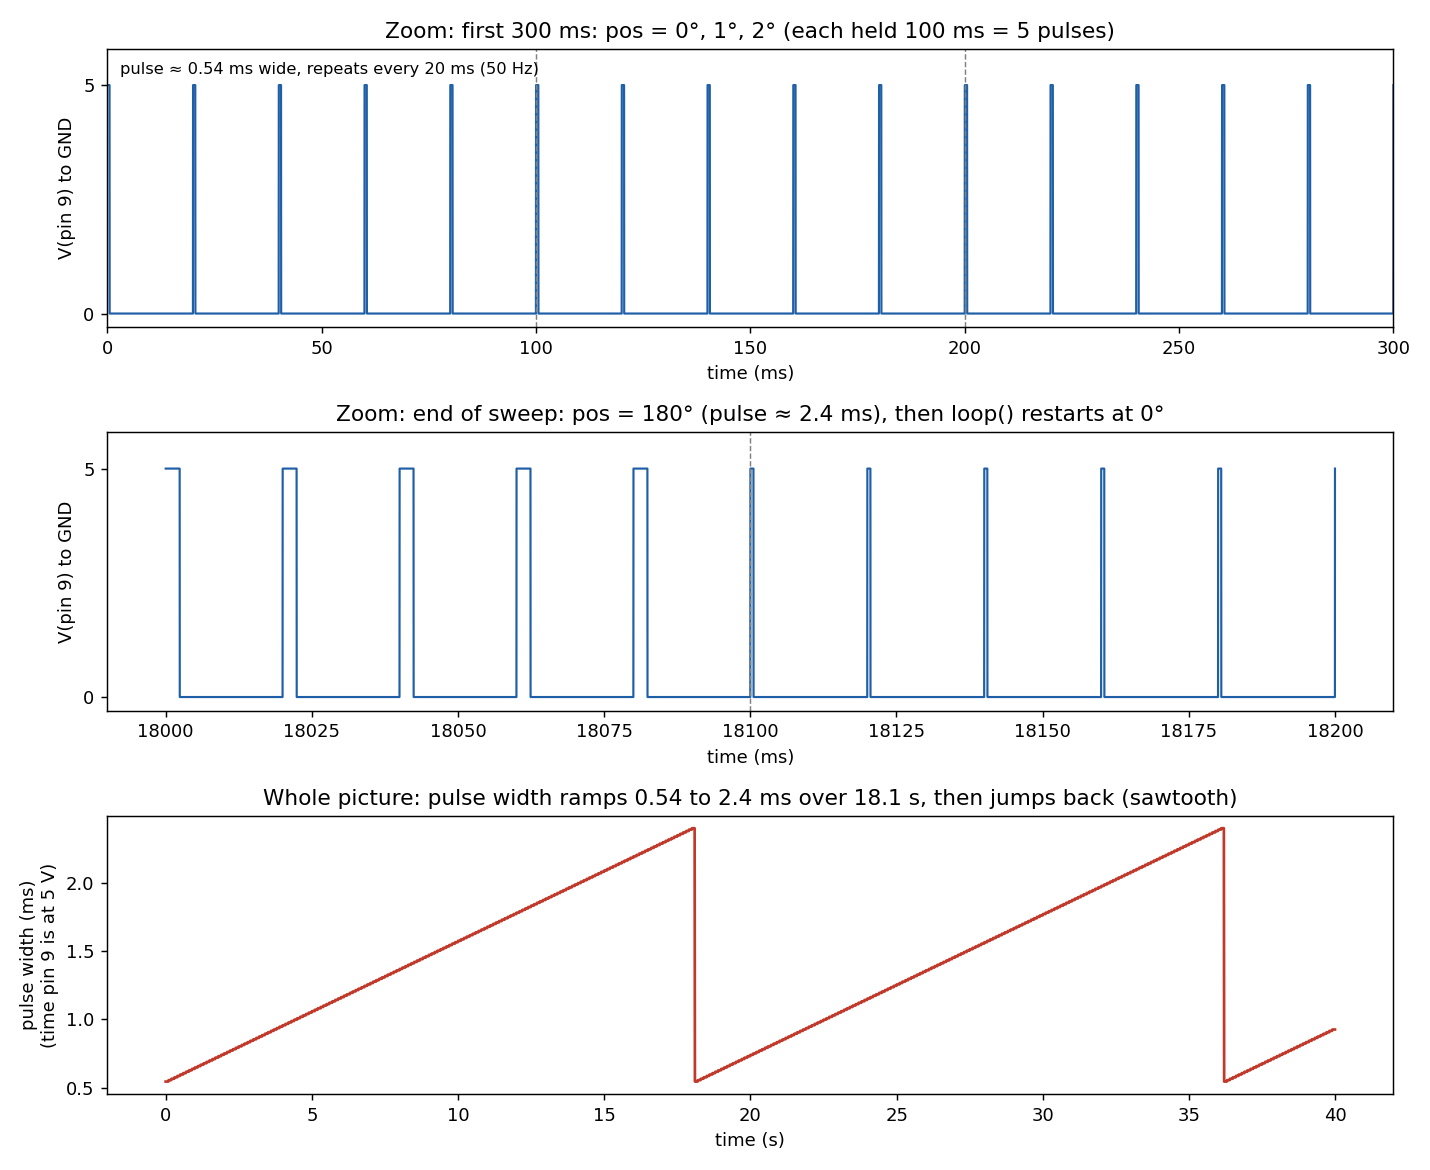 Zoom: first 300 ms: pos = 0°, 1°, 2° (each held 100 ms = 5 pulses)
pulse ≈ 0.54 ms wide, repeats every 20 ms (50 Hz)
V(pin 9) to GND
5
0
0 50 100 150 200 250 300
time (ms)
Zoom: end of sweep: pos = 180° (pulse ≈ 2.4 ms), then loop() restarts at 0°
V(pin 9) to GND
5
0
18000 18025 18050 18075 18100 18125 18150 18175 18200
time (ms)
Whole picture: pulse width ramps 0.54 to 2.4 ms over 18.1 s, then jumps back (sawtooth)
pulse width (ms)
(time pin 9 is at 5 V)
2.0
1.5
1.0
0.5
0 5 10 15 20 25 30 35 40
time (s)